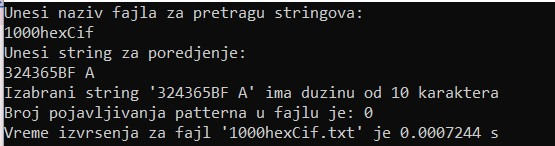 Unesi naziv fajla za pretragu stringova:
1000hexCif
Unesi string za poredjenje:
324365BF A
Izabrani string '324365BF A' ima duzinu od 10 karaktera
Broj pojavljivanja patterna u fajlu je: 0
Vreme izvrsenja za fajl '1000hexCif.txt' je 0.0007244 s